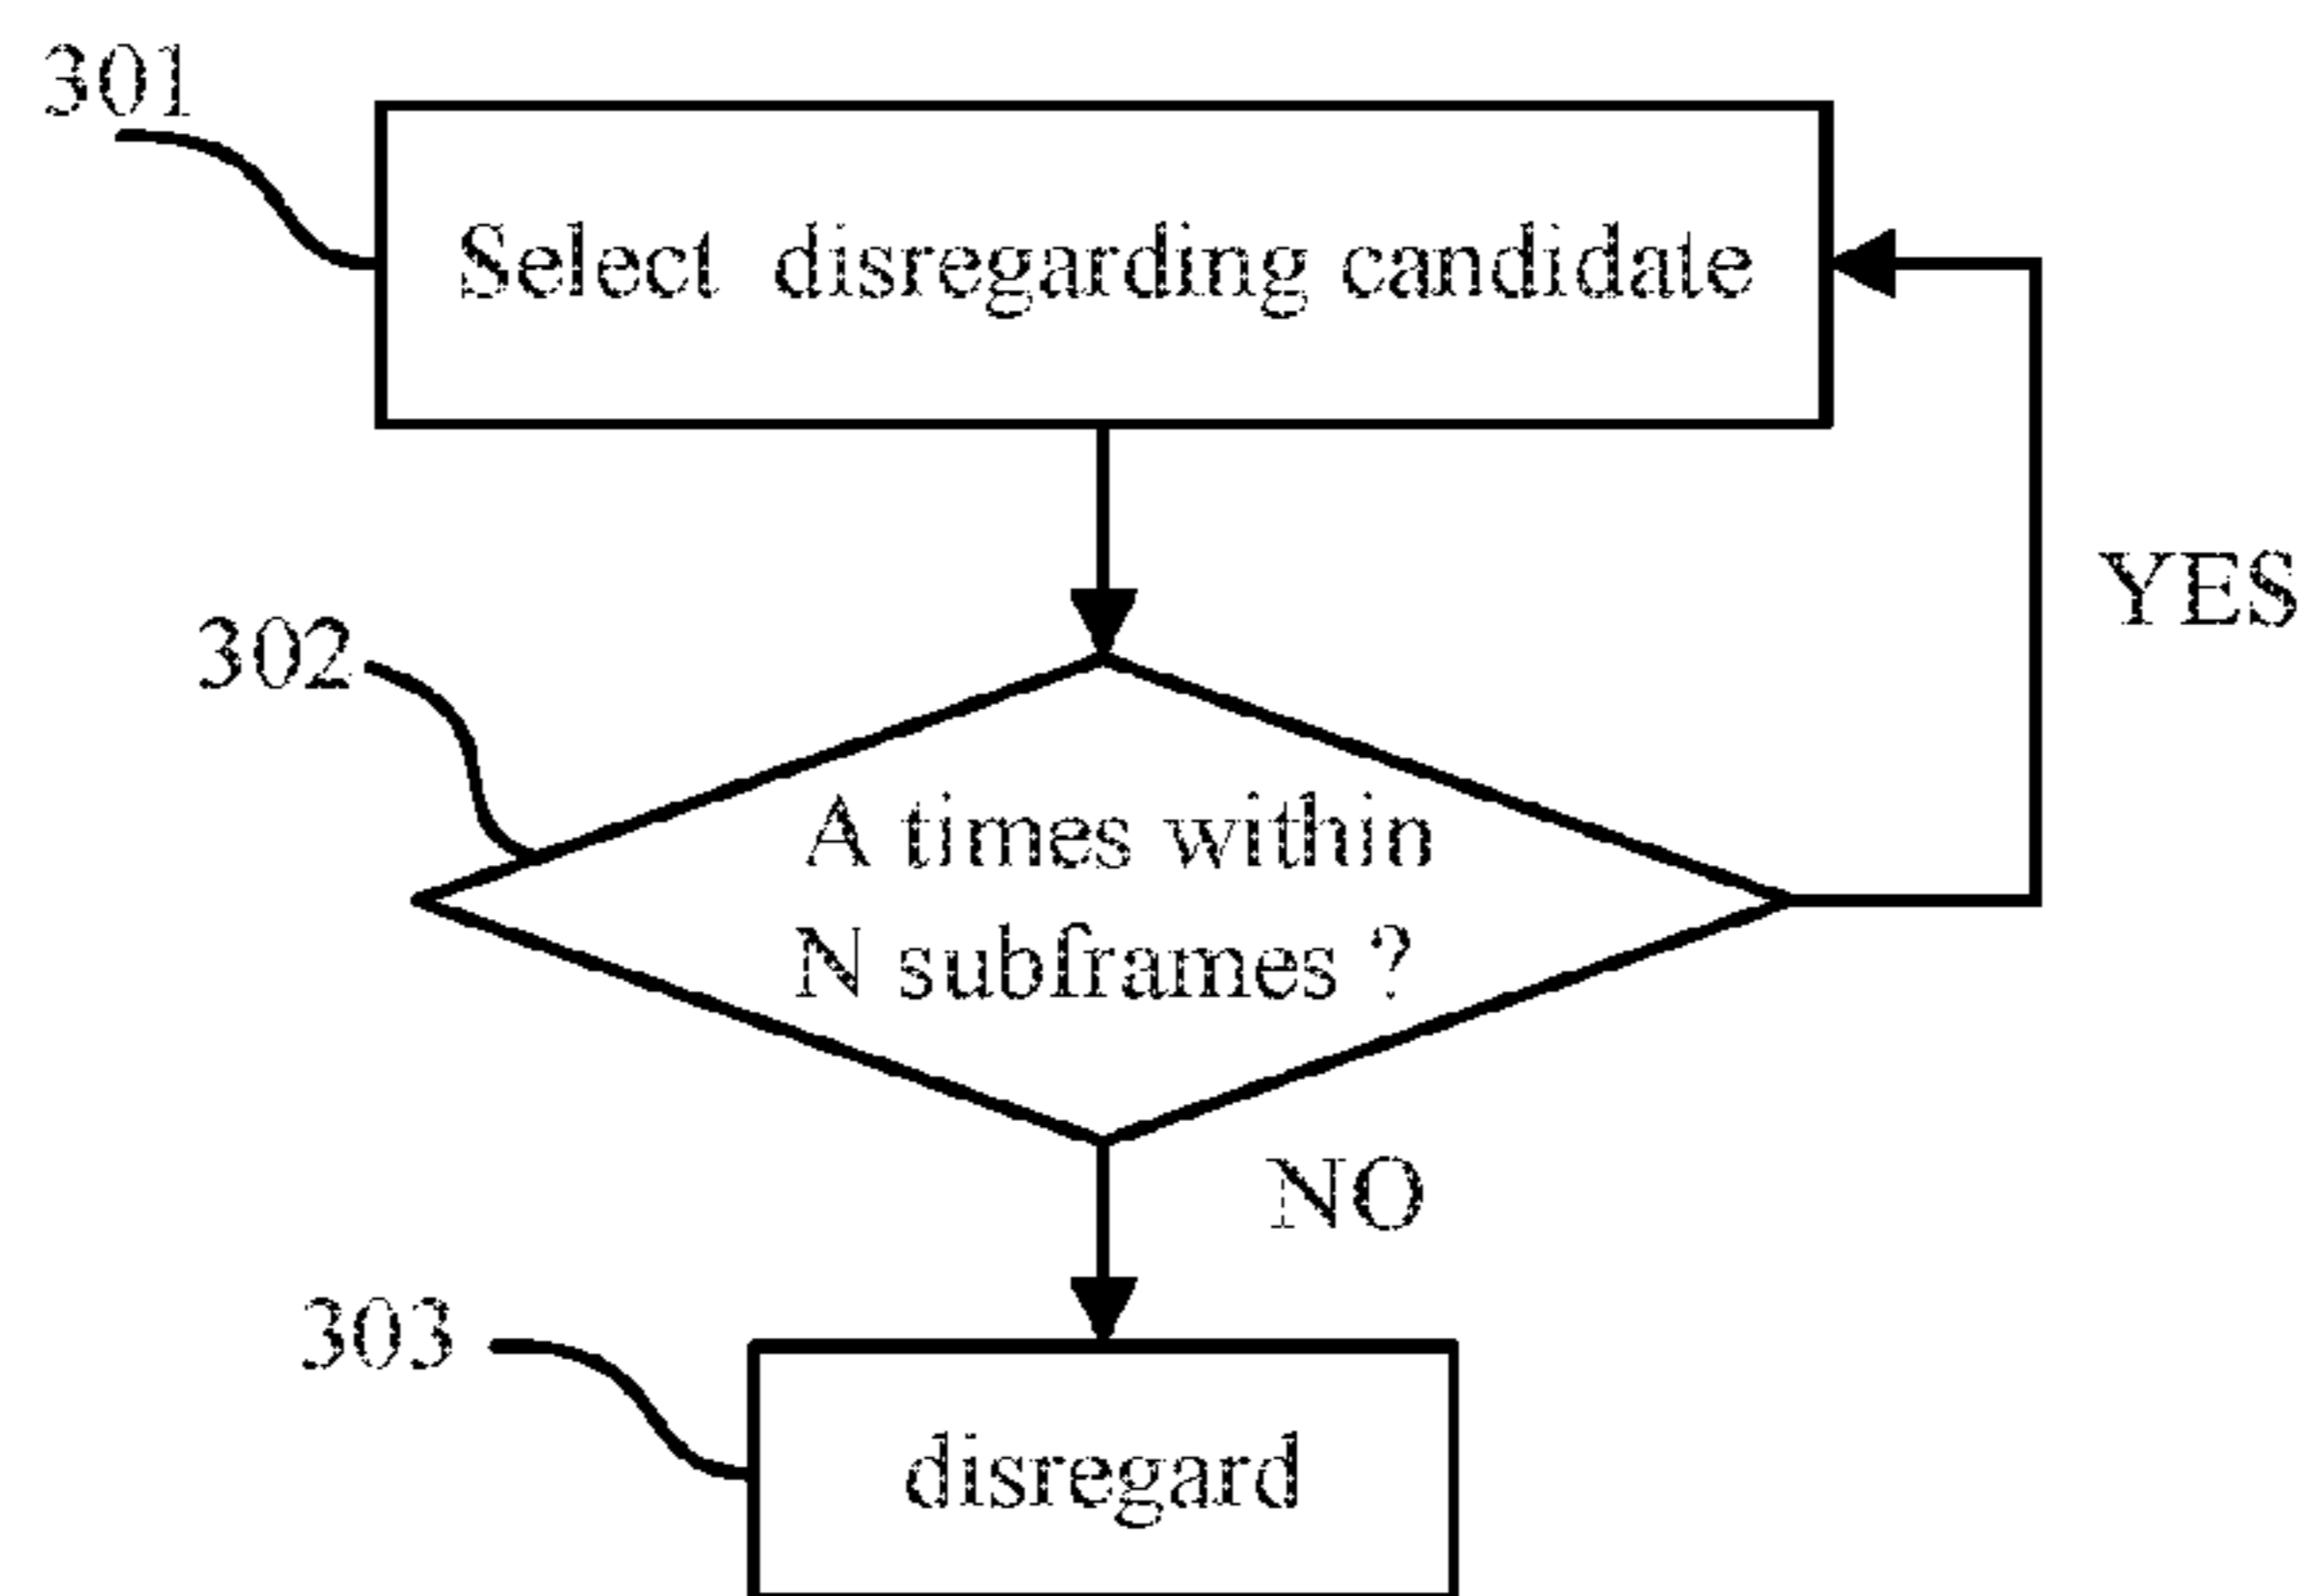 301
Select disregarding candidate
YES
302
A times within
N subframes ?
NO
303
disregard